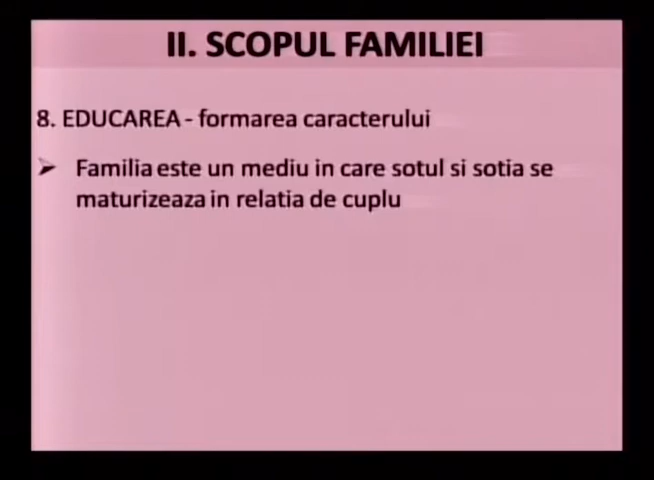 II. SCOPUL FAMILIEI
8. EDUCAREA - formarea caracterului
➢ Familia este un mediu in care sotul si sotia se
maturizeaza in relatia de cuplu